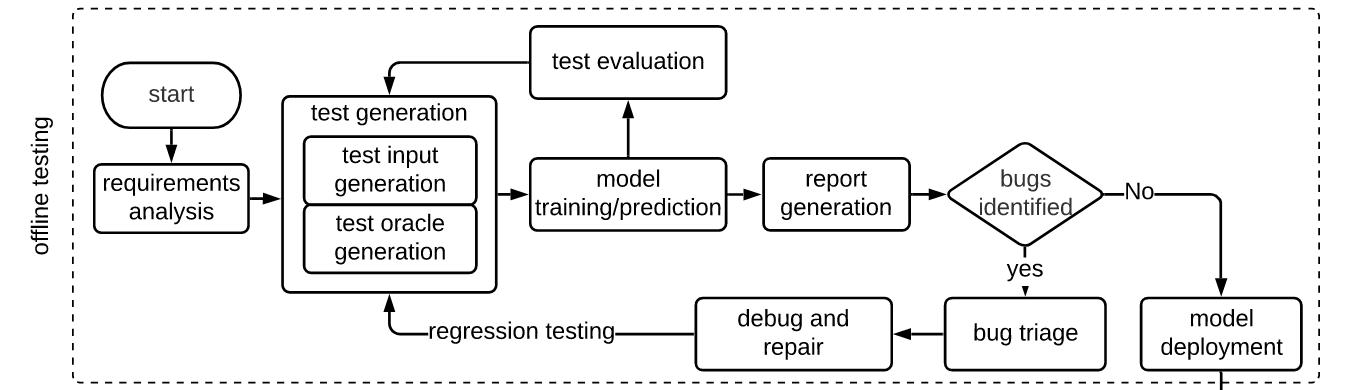 offline testing
start
requirements
analysis
test generation
test input
generation
test oracle
generation
test evaluation
model
training/prediction
report
generation
bugs
identified
No
yes
bug triage
debug and
repair
regression testing
model
deployment